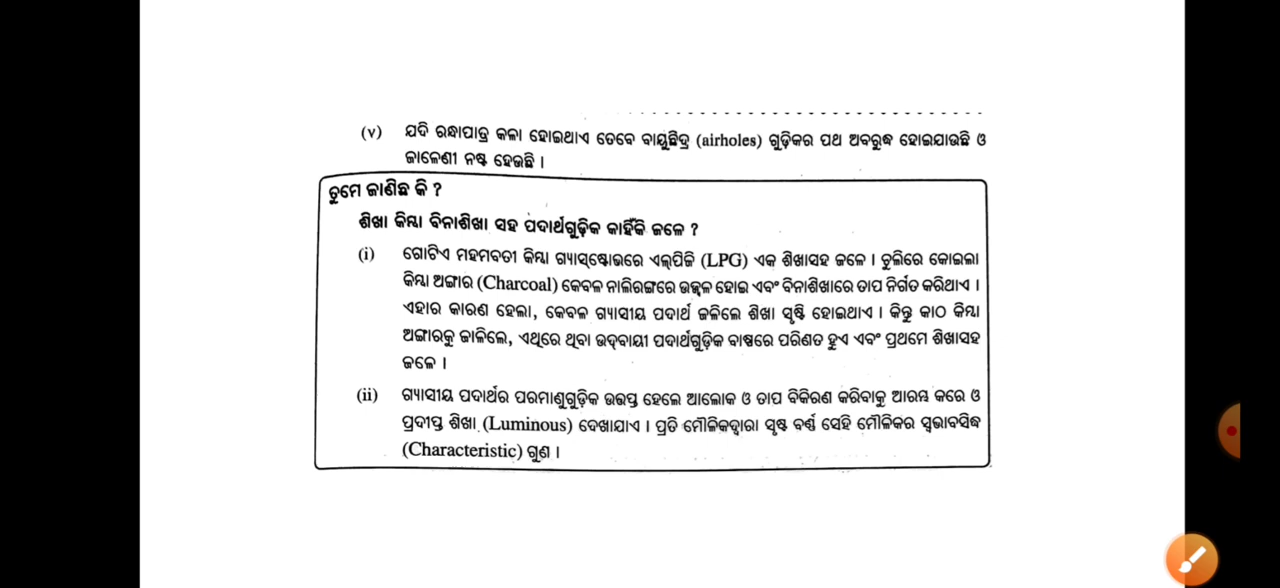 (v) ଯଦି ରନ୍ଧାପାତ୍ର କଳା ହୋଇଥାଏ ତେବେ ବାୟୁଛିଦ୍ର (airholes) ଗୁଡ଼ିକର ପଥ ଅବରୁଦ୍ଧ ହୋଇଯାଉଛି ଓ
ଜାଳେଣୀ ନଷ୍ଟ ହେଉଛି ।
ତୁମେ ଜାଣିଛ କି ?
ଶିଖା କିମ୍ବା ବିନାଶିଖା ସହ ପଦାର୍ଥଗୁଡ଼ିକ କାହିଁକି ଜଳେ ?
(i) ଗୋଟିଏ ମହମବତୀ କିମ୍ବା ଗ୍ୟାସ୍‌ଷ୍ଟୋଭରେ ଏଲ୍‌ପିଜି (LPG) ଏକ ଶିଖାସହ ଜଳେ । ଚୁଲିରେ କୋଇଲା
କିମ୍ବା ଅଙ୍ଗାର (Charcoal) କେବଳ ନାଲିରଙ୍ଗରେ ଉଜ୍ଜ୍ୱଳ ହୋଇ ଏବଂ ବିନାଶିଖାରେ ତାପ ନିର୍ଗତ କରିଥାଏ ।
ଏହାର କାରଣ ହେଲା, କେବଳ ଗ୍ୟାସୀୟ ପଦାର୍ଥ ଜଳିଲେ ଶିଖା ସୃଷ୍ଟି ହୋଇଥାଏ । କିନ୍ତୁ କାଠ କିମ୍ବା
ଅଙ୍ଗାରକୁ ଜାଳିଲେ, ଏଥିରେ ଥିବା ଉଦ୍‌ବାୟୀ ପଦାର୍ଥଗୁଡ଼ିକ ବାଷ୍ପରେ ପରିଣତ ହୁଏ ଏବଂ ପ୍ରଥମେ ଶିଖାସହ
ଜଳେ ।
(ii) ଗ୍ୟାସୀୟ ପଦାର୍ଥର ପରମାଣୁଗୁଡ଼ିକ ଉତ୍ତପ୍ତ ହେଲେ ଆଲୋକ ଓ ତାପ ବିକିରଣ କରିବାକୁ ଆରମ୍ଭ କରେ ଓ
ପ୍ରଦୀପ୍ତ ଶିଖା (Luminous) ଦେଖାଯାଏ । ପ୍ରତି ମୌଳିକଦ୍ୱାରା ସୃଷ୍ଟ ବର୍ଣ୍ଣ ସେହି ମୌଳିକର ସ୍ୱଭାବସିଦ୍ଧ
(Characteristic) ଗୁଣ ।